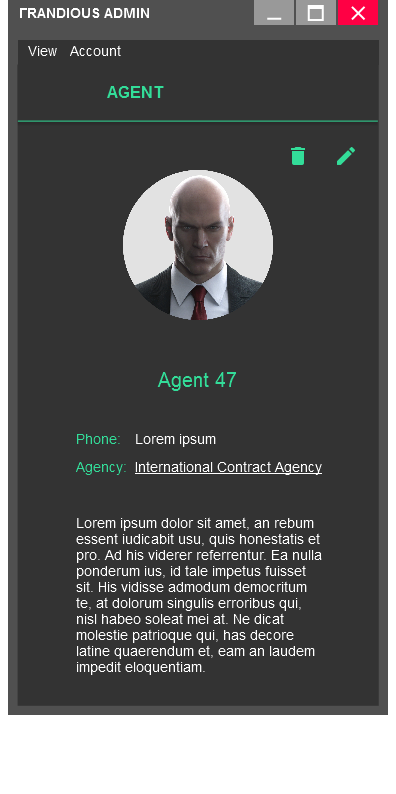 FRANDIOUS ADMIN
View Account
AGENT
Agent 47
Phone: Lorem ipsum
Agency: International Contract Agency
Lorem ipsum dolor sit amet, an rebum
essent iudicabit usu, quis honestatis et
pro. Ad his viderer referrentur. Ea nulla
ponderum ius, id tale impetus fuisset
sit. His vidisse admodum democritum
te, at dolorum singulis erroribus qui,
nisl habeo soleat mei at. Ne dicat
molestie patrioque qui, has decore
latine quaerendum et, eam an laudem
impedit eloquentiam.